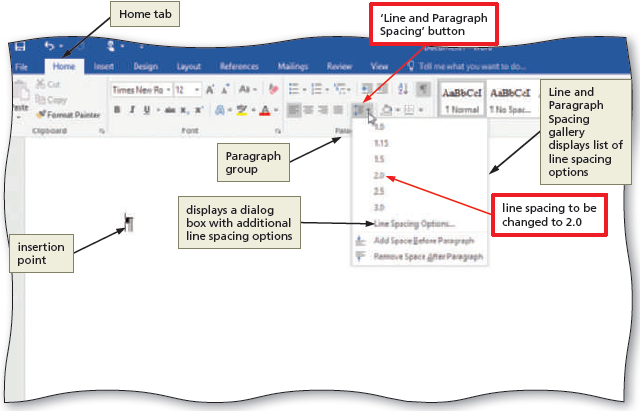 Home tab
'Line and Paragraph
Spacing' button
File Home Insert Design Layout References Mailings Review View Tell me what you want to do...
Cut
Copy
Format Painter
Clipboard
Times New Ro 12 Aa
B I U abc x₂ x² A
Font
AaBbCcI AaBbCcI
¶ Normal ¶ No Spac...
Line and
Paragraph
Spacing
gallery
displays list of
line spacing
options
Paragraph
group
1.0
1.15
1.5
2.0
2.5
3.0
Line Spacing Options...
Add Space Before Paragraph
Remove Space After Paragraph
line spacing to be
changed to 2.0
displays a dialog
box with additional
line spacing options
¶
insertion
point